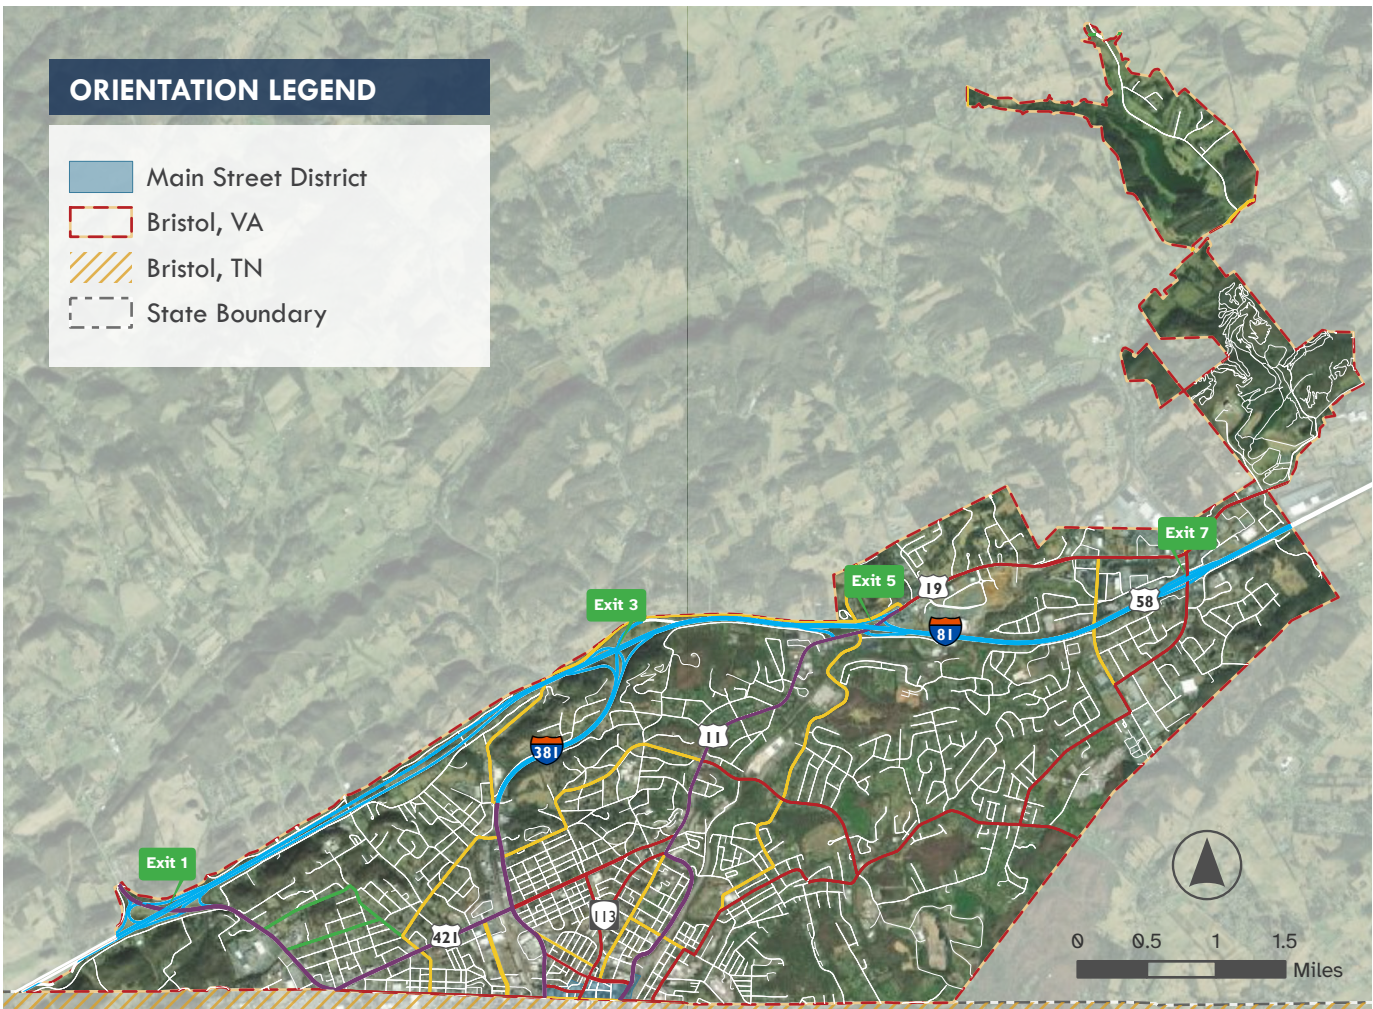 ORIENTATION LEGEND
Main Street District
Bristol, VA
Bristol, TN
State Boundary
Exit 7
Exit 5
19
58
Exit 3
81
11
381
Exit 1
113
421
0 0.5 1 1.5
Miles